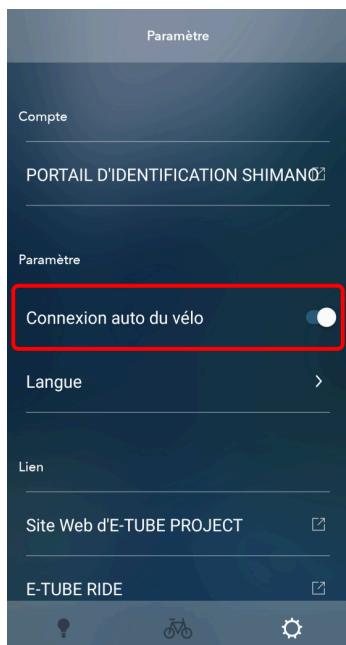 Paramètre
Compte
PORTAIL D'IDENTIFICATION SHIMANO
Paramètre
Connexion auto du vélo
Langue
Lien
Site Web d'E-TUBE PROJECT
E-TUBE RIDE